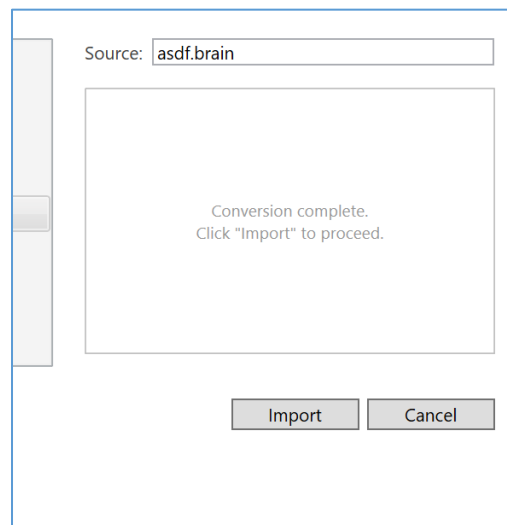 Source: asdf.brain
Conversion complete.
Click "Import" to proceed.
Import Cancel